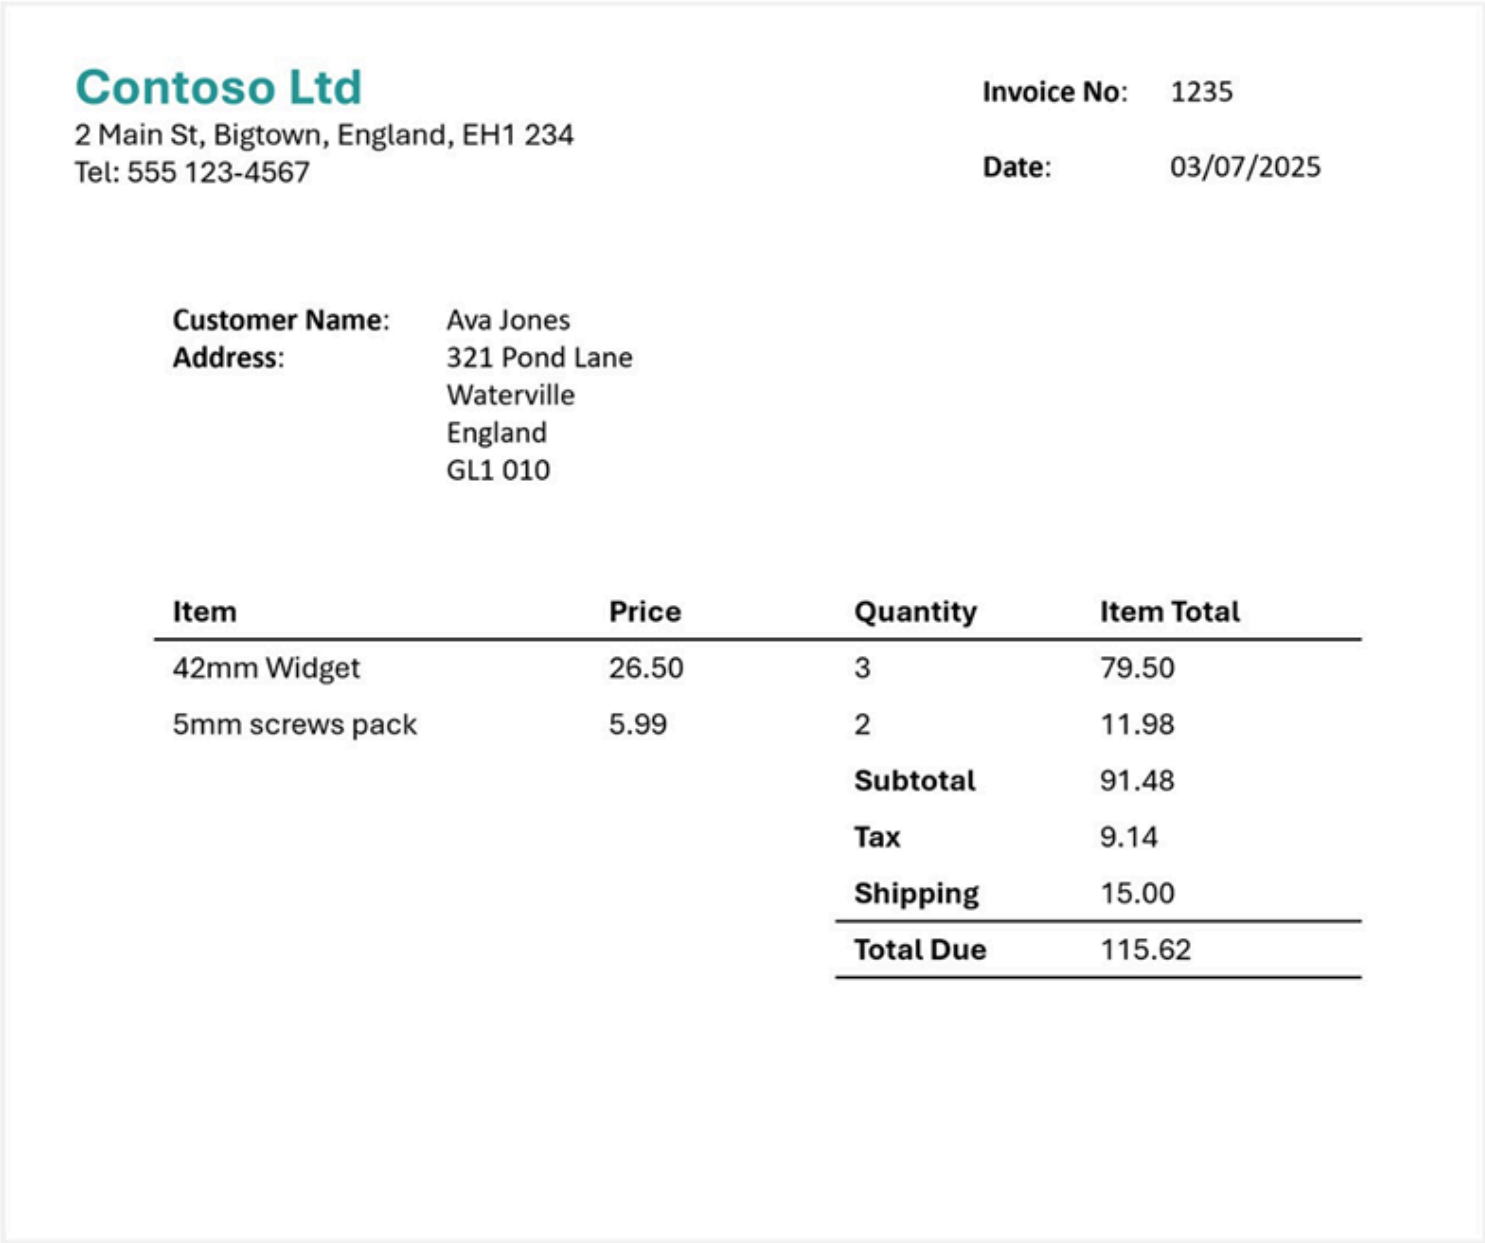 Contoso Ltd
2 Main St, Bigtown, England, EH1 234
Tel: 555 123-4567
Invoice No: 1235
Date: 03/07/2025
Customer Name: Ava Jones
Address: 321 Pond Lane
Waterville
England
GL1 010
Item Price Quantity Item Total
42mm Widget 26.50 3 79.50
5mm screws pack 5.99 2 11.98
Subtotal 91.48
Tax 9.14
Shipping 15.00
Total Due 115.62